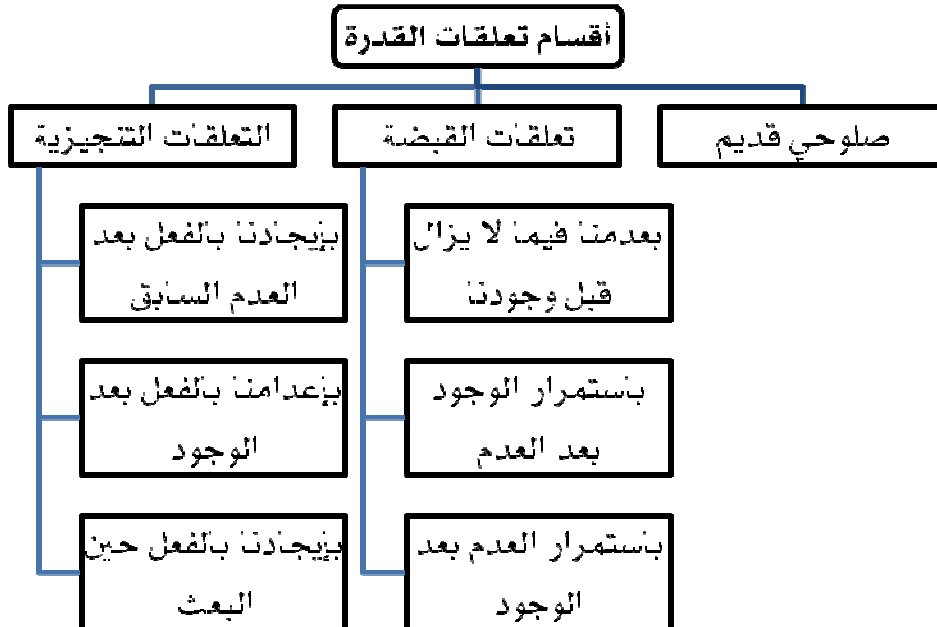 أقسام تعلقات القدرة
صلوحي قديم
تعلقات القبضة
بعدمنا فيما لا يزال
قبل وجودنا
باستمرار الوجود
بعد العدم
باستمرار العدم بعد
الوجود
التعلقات التنجيزية
بإيجادنا بالفعل بعد
العدم السابق
بإعدامنا بالفعل بعد
الوجود
بإيجادنا بالفعل حين
البعث